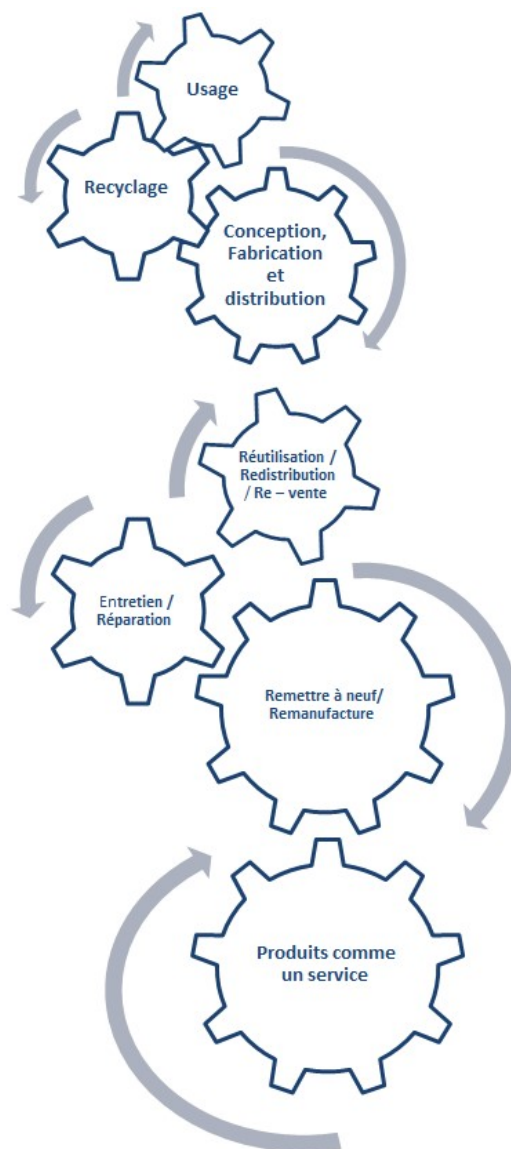 Usage
Recyclage
Conception,
Fabrication
et
distribution
Réutilisation /
Redistribution
/ Re – vente
Entretien /
Réparation
Remettre à neuf/
Remanufacture
Produits comme
un service